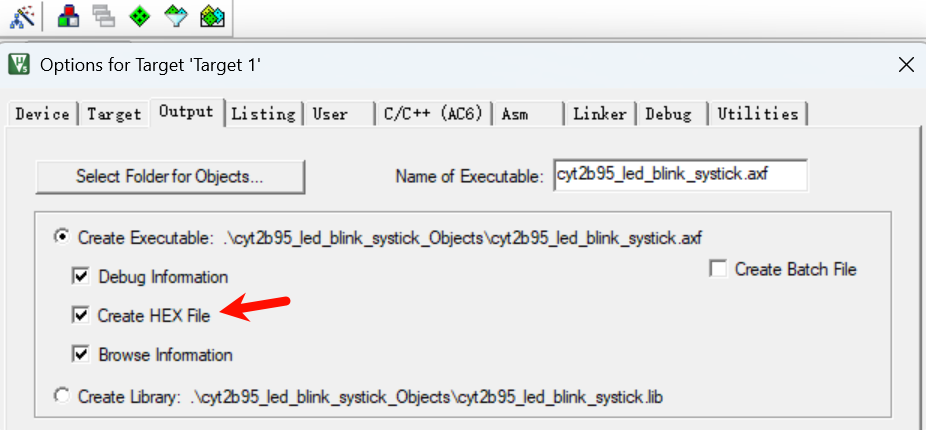 Options for Target 'Target 1'
Device Target Output Listing User C/C++ (AC6) Asm Linker Debug Utilities
Select Folder for Objects... Name of Executable: cyt2b95_led_blink_systick.axf
Create Executable: .\cyt2b95_led_blink_systick_Objects\cyt2b95_led_blink_systick.axf
Debug Information Create Batch File
Create HEX File
Browse Information
Create Library: .\cyt2b95_led_blink_systick_Objects\cyt2b95_led_blink_systick.lib